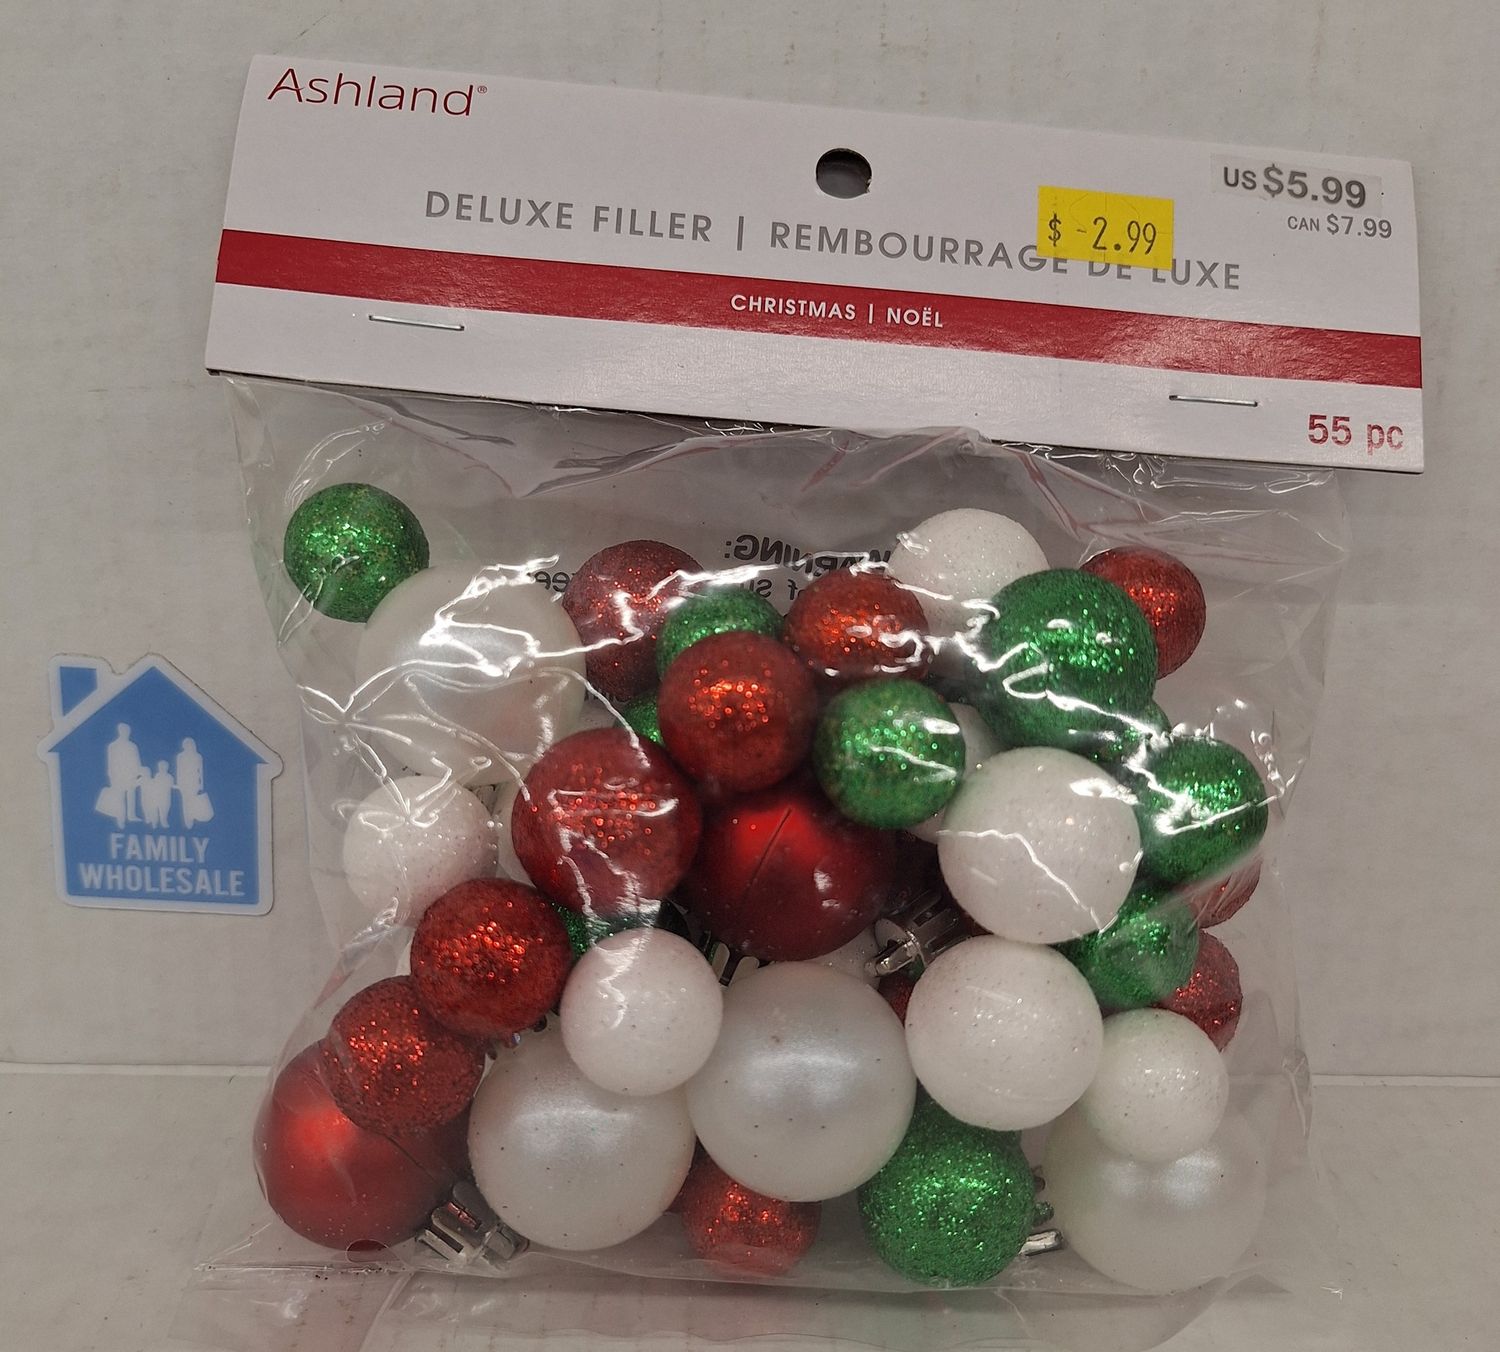 Ashland®
US $5.99
CAN $7.99
DELUXE FILLER | REMBOURRAGE DE LUXE
$ -2.99
CHRISTMAS | NOËL
55 pc
WARNING:
FAMILY
WHOLESALE